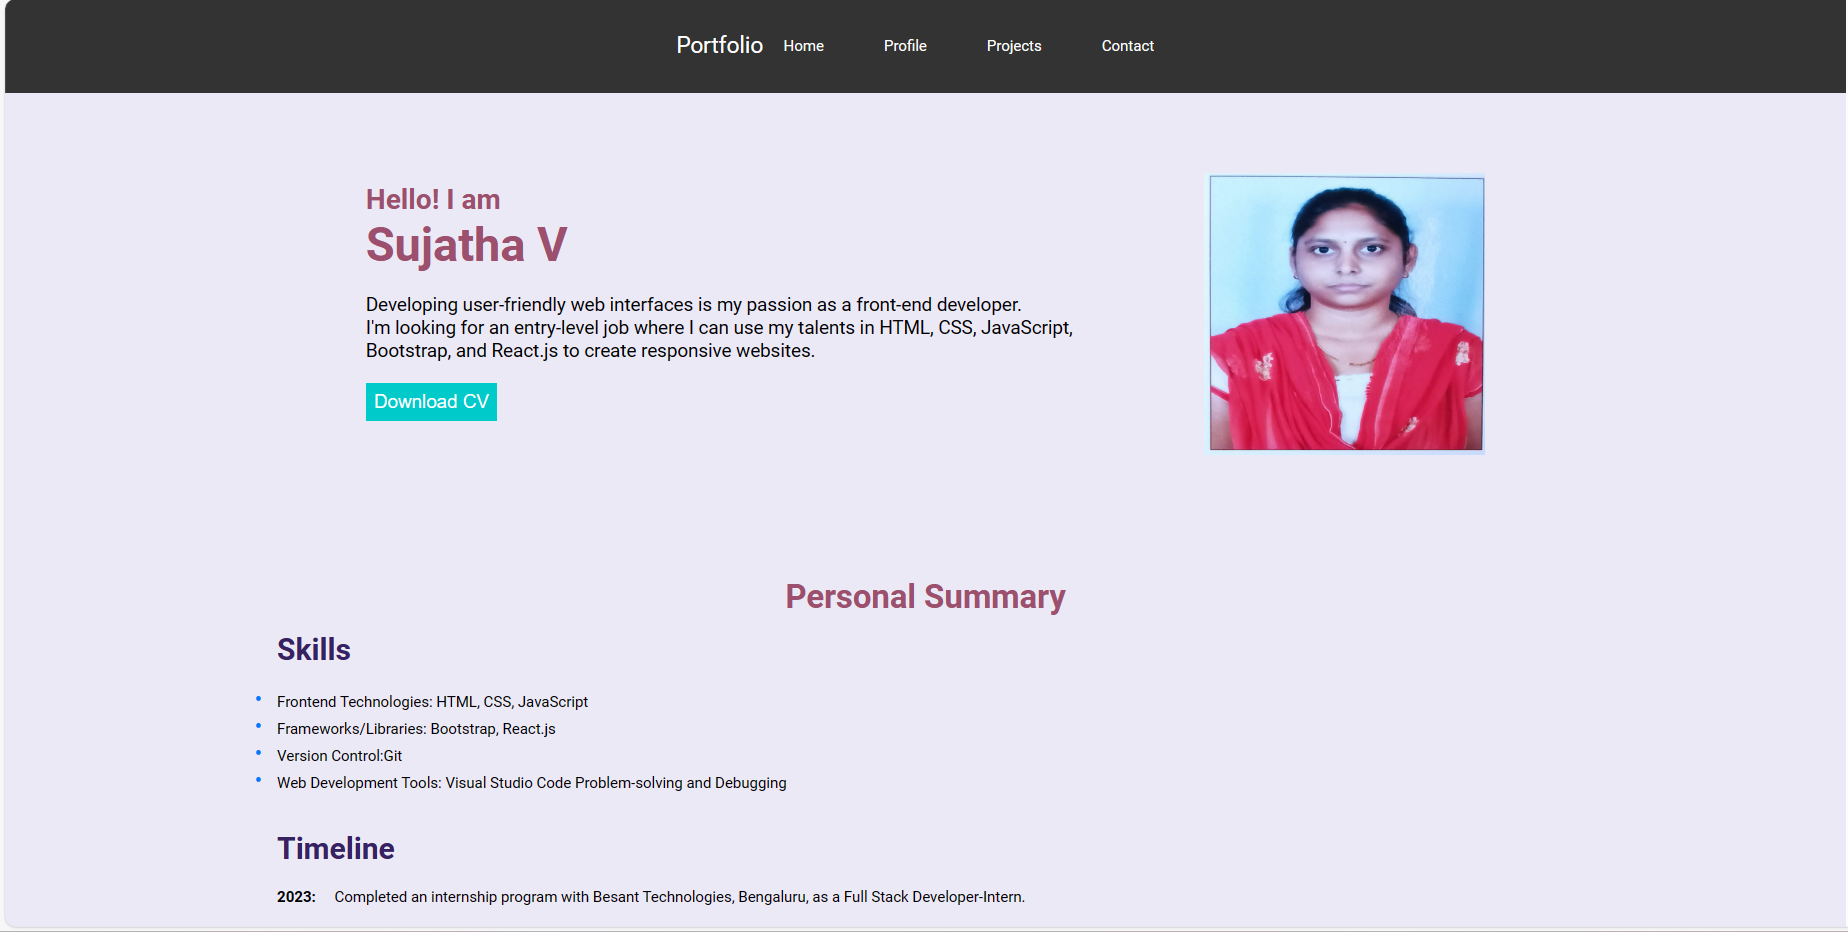 Portfolio Home Profile Projects Contact
Hello! I am
Sujatha V
Developing user-friendly web interfaces is my passion as a front-end developer.
I'm looking for an entry-level job where I can use my talents in HTML, CSS, JavaScript,
Bootstrap, and React.js to create responsive websites.
Download CV
Personal Summary
Skills
• Frontend Technologies: HTML, CSS, JavaScript
• Frameworks/Libraries: Bootstrap, React.js
• Version Control:Git
• Web Development Tools: Visual Studio Code Problem-solving and Debugging
Timeline
2023: Completed an internship program with Besant Technologies, Bengaluru, as a Full Stack Developer-Intern.